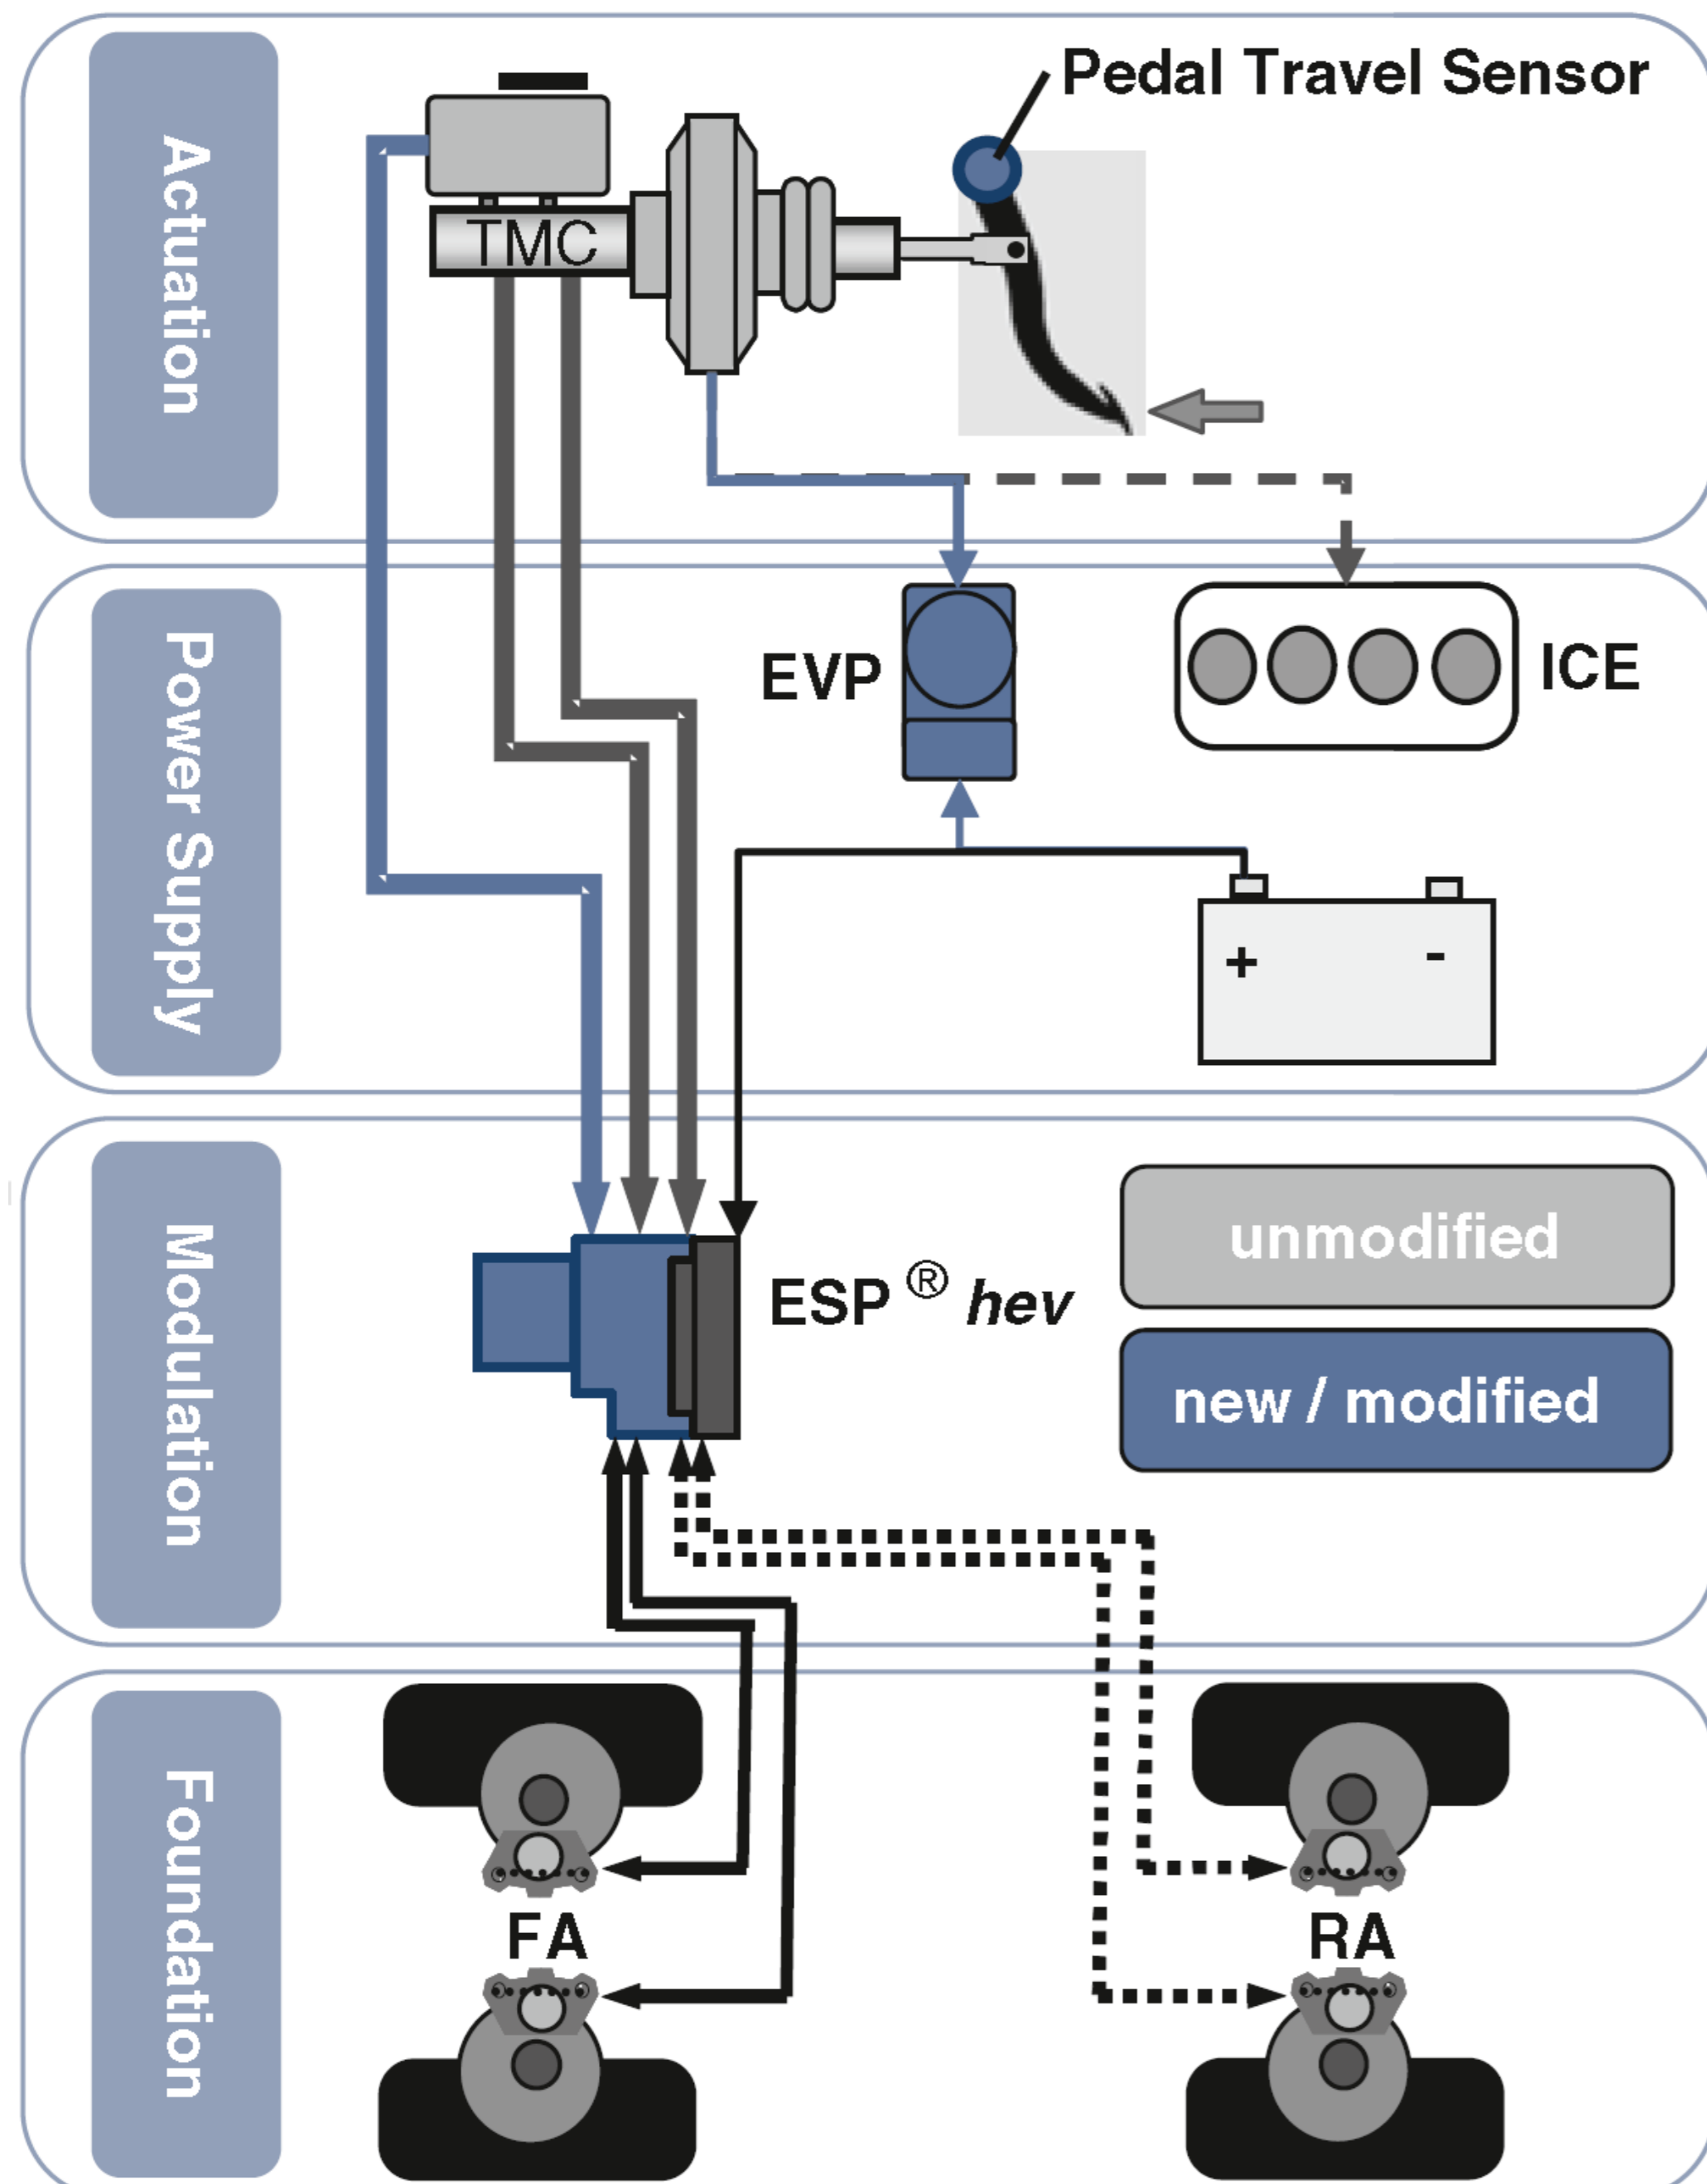 Actuation
Pedal Travel Sensor
TMC
Power Supply
EVP
ICE
+
-
Modulation
ESP ® hev
unmodified
new / modified
Foundation
FA
RA